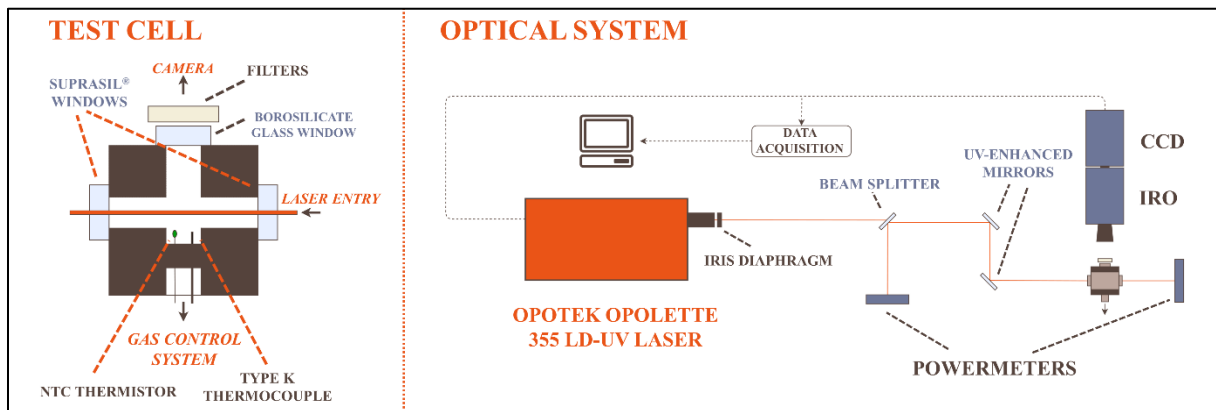 TEST CELL
CAMERA
FILTERS
SUPRASIL®
WINDOWS
BOROSILICATE
GLASS WINDOW
LASER ENTRY
GAS CONTROL
SYSTEM
NTC THERMISTOR
TYPE K
THERMOCOUPLE
OPTICAL SYSTEM
DATA
ACQUISITION
BEAM SPLITTER
UV-ENHANCED
MIRRORS
CCD
IRO
IRIS DIAPHRAGM
OPOTEK OPOLETTE
355 LD-UV LASER
POWERMETERS